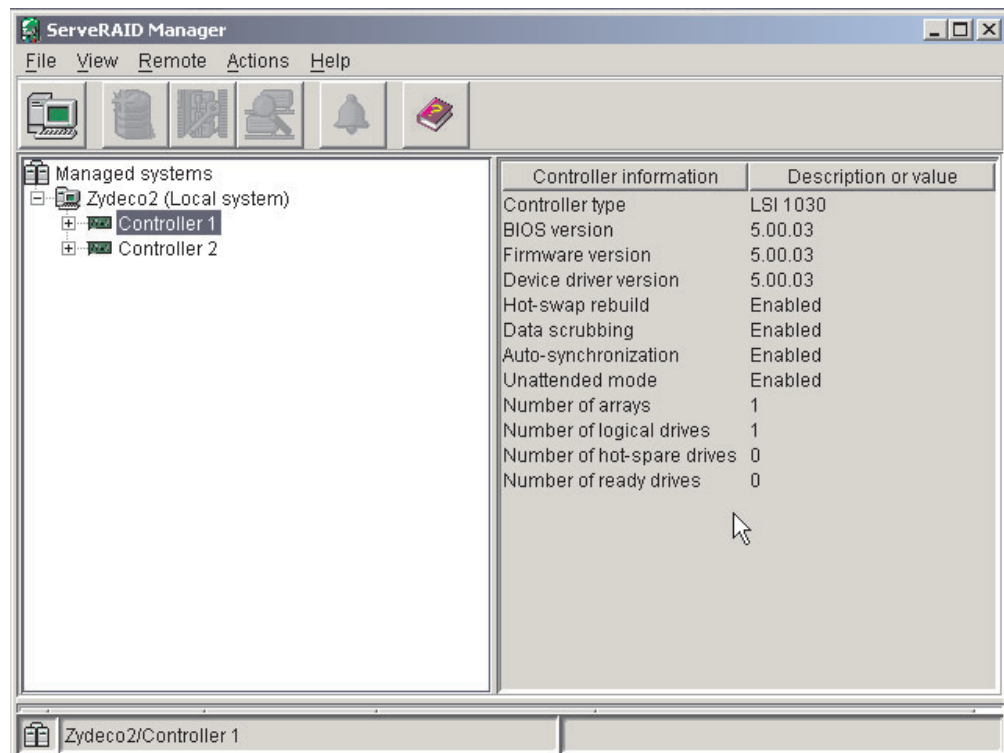 ServeRAID Manager
File View Remote Actions Help
Managed systems
Zydeco2 (Local system)
Controller 1
Controller 2
Controller information Description or value
Controller type LSI 1030
BIOS version 5.00.03
Firmware version 5.00.03
Device driver version 5.00.03
Hot-swap rebuild Enabled
Data scrubbing Enabled
Auto-synchronization Enabled
Unattended mode Enabled
Number of arrays 1
Number of logical drives 1
Number of hot-spare drives 0
Number of ready drives 0
Zydeco2/Controller 1